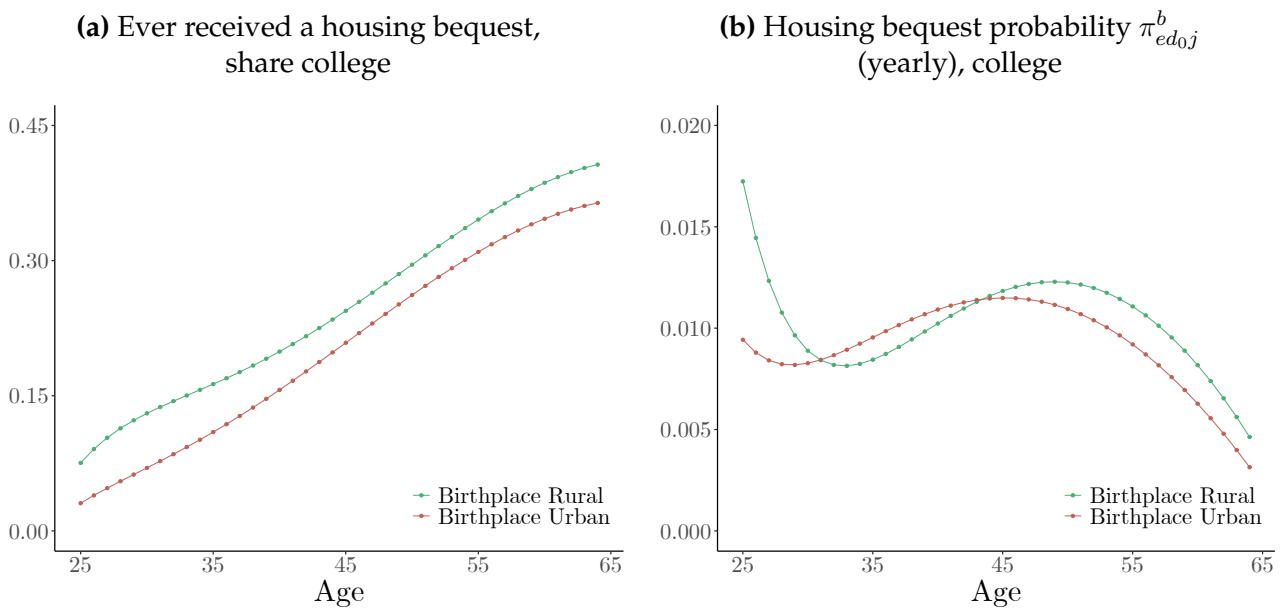 (a) Ever received a housing bequest,
share college
0.45
0.30
0.15
0.00
25 35 45 55 65
Age
Birthplace Rural
Birthplace Urban
(b) Housing bequest probability π^b_{ed_0j}
(yearly), college
0.020
0.015
0.010
0.005
0.000
25 35 45 55 65
Age
Birthplace Rural
Birthplace Urban